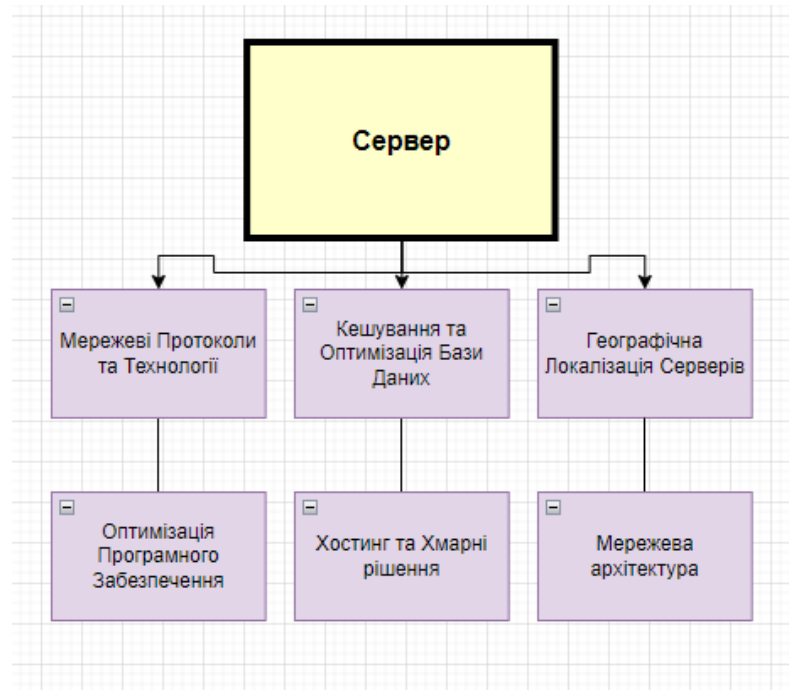 Сервер
Мережеві Протоколи
та Технології
Кешування та
Оптимізація Бази
Даних
Географічна
Локалізація Серверів
Оптимізація
Програмного
Забезпечення
Хостинг та Хмарні
рішення
Мережева
архітектура